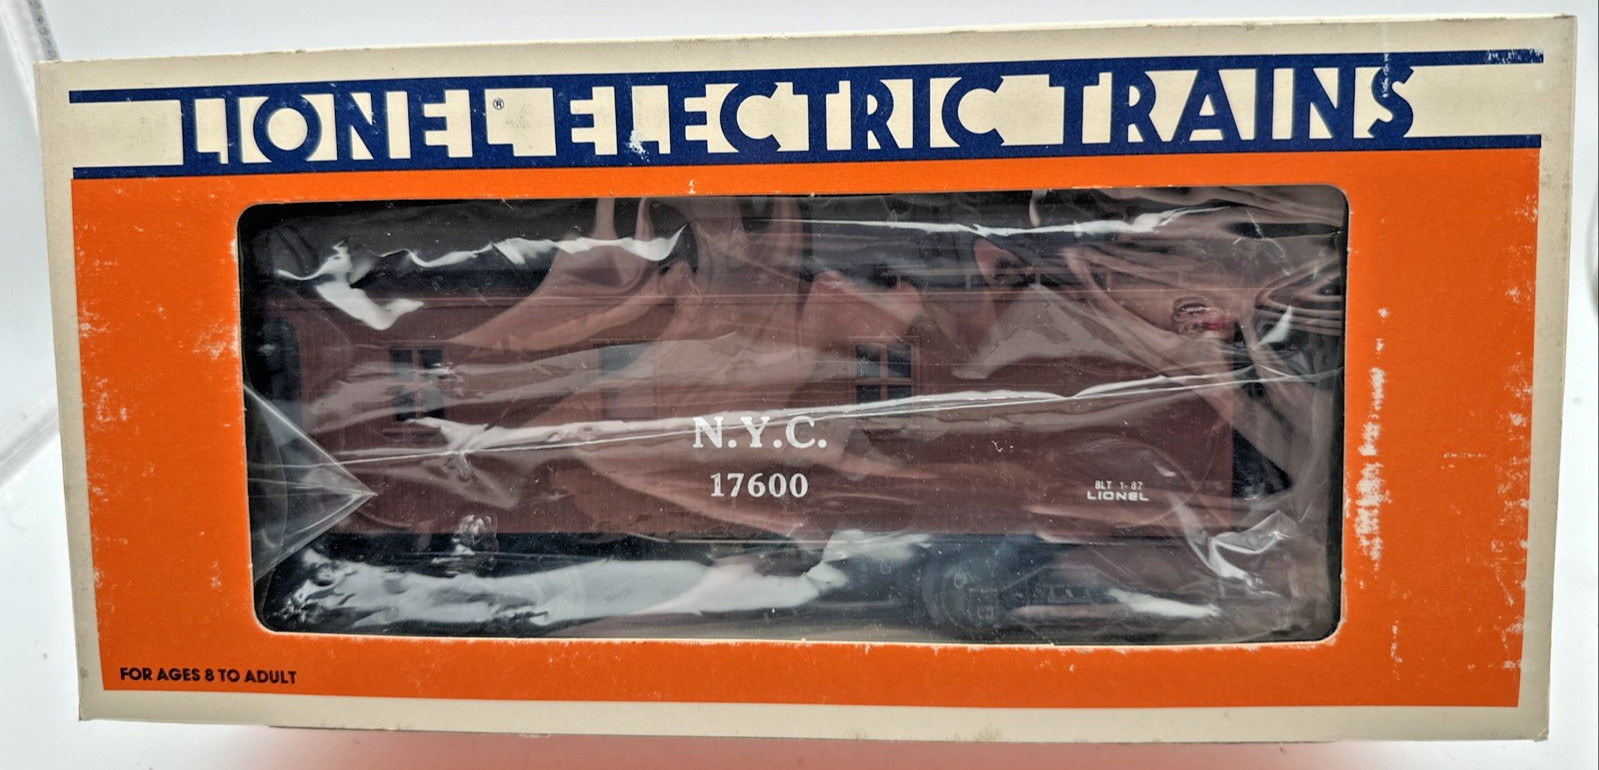 LIONEL® ELECTRIC TRAINS
N.Y.C.
17600
BLT 1-87
LIONEL
FOR AGES 8 TO ADULT